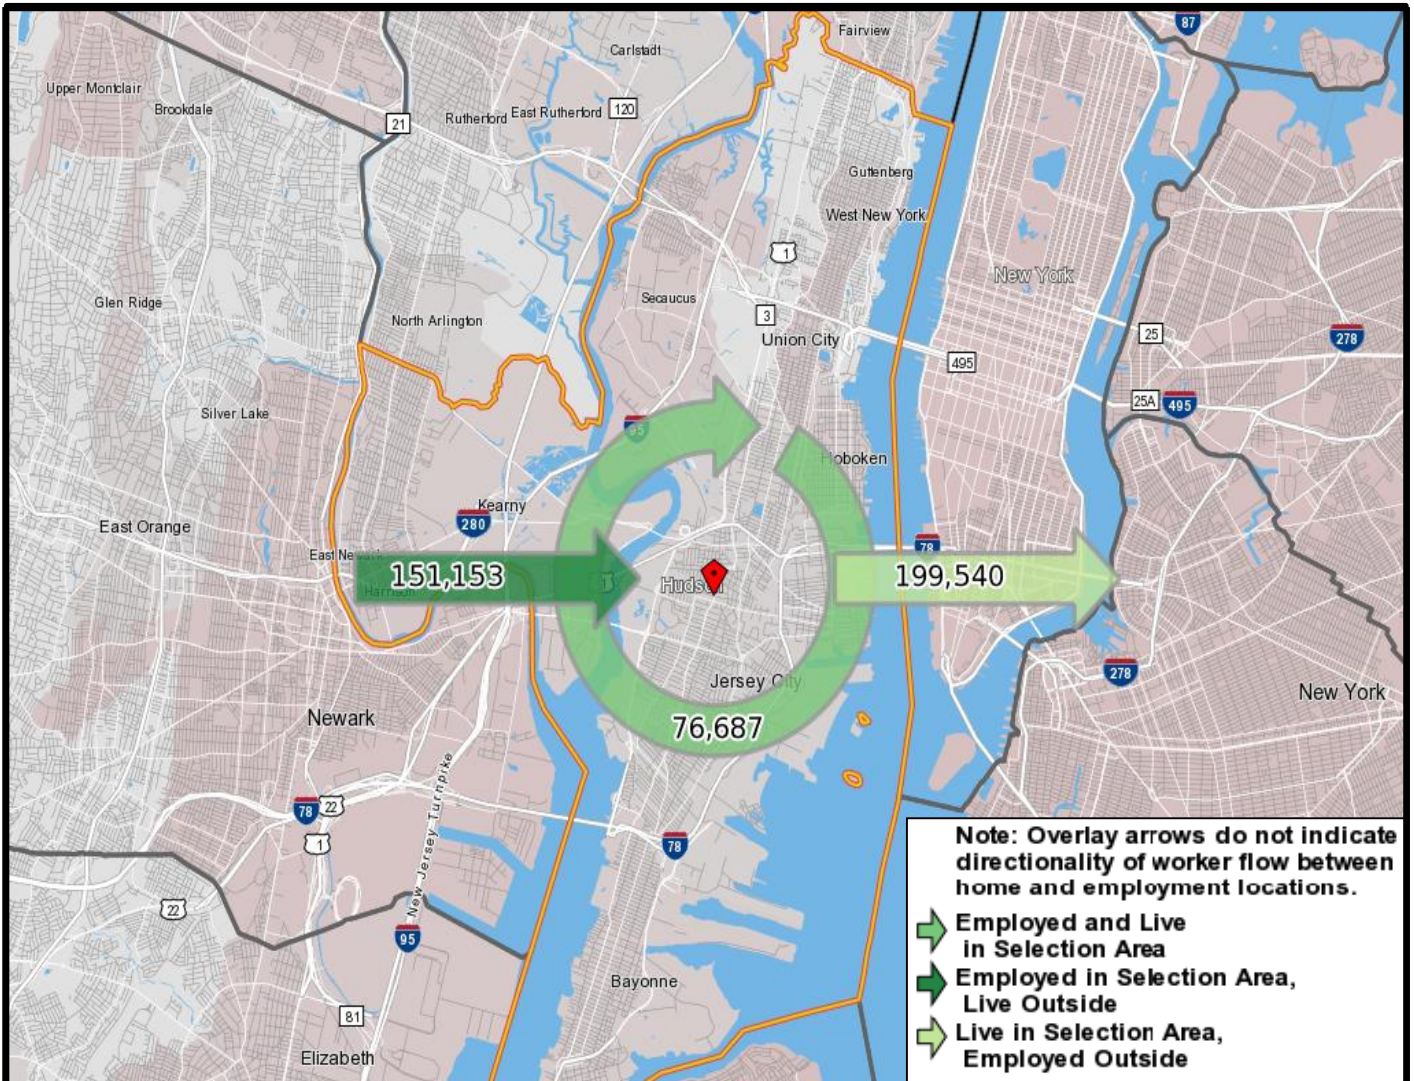 87
Fairview
Carlstadt
Upper Montclair
Brookdale
Rutherford
East Rutherford
120
21
Guttenberg
West New York
1
New York
Glen Ridge
Secaucus
3
North Arlington
Union City
25
278
495
25A
495
Silver Lake
95
Hoboken
Kearny
280
East Orange
78
Harrison
151,153
Hudson
199,540
278
Jersey City
New York
Newark
76,687
New Jersey Turnpike
78
22
1
78
22
95
Bayonne
81
Elizabeth
Note: Overlay arrows do not indicate
directionality of worker flow between
home and employment locations.
Employed and Live
in Selection Area
Employed in Selection Area,
Live Outside
Live in Selection Area,
Employed Outside